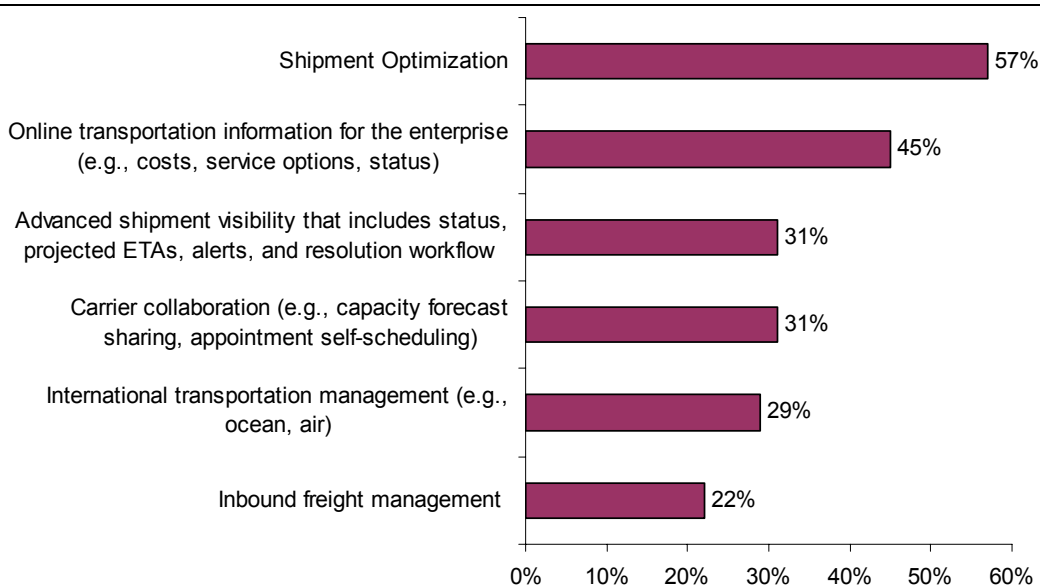 Shipment Optimization
57%
Online transportation information for the enterprise
(e.g., costs, service options, status)
45%
Advanced shipment visibility that includes status,
projected ETAs, alerts, and resolution workflow
31%
Carrier collaboration (e.g., capacity forecast
sharing, appointment self-scheduling)
31%
International transportation management (e.g.,
ocean, air)
29%
Inbound freight management
22%
0% 10% 20% 30% 40% 50% 60%